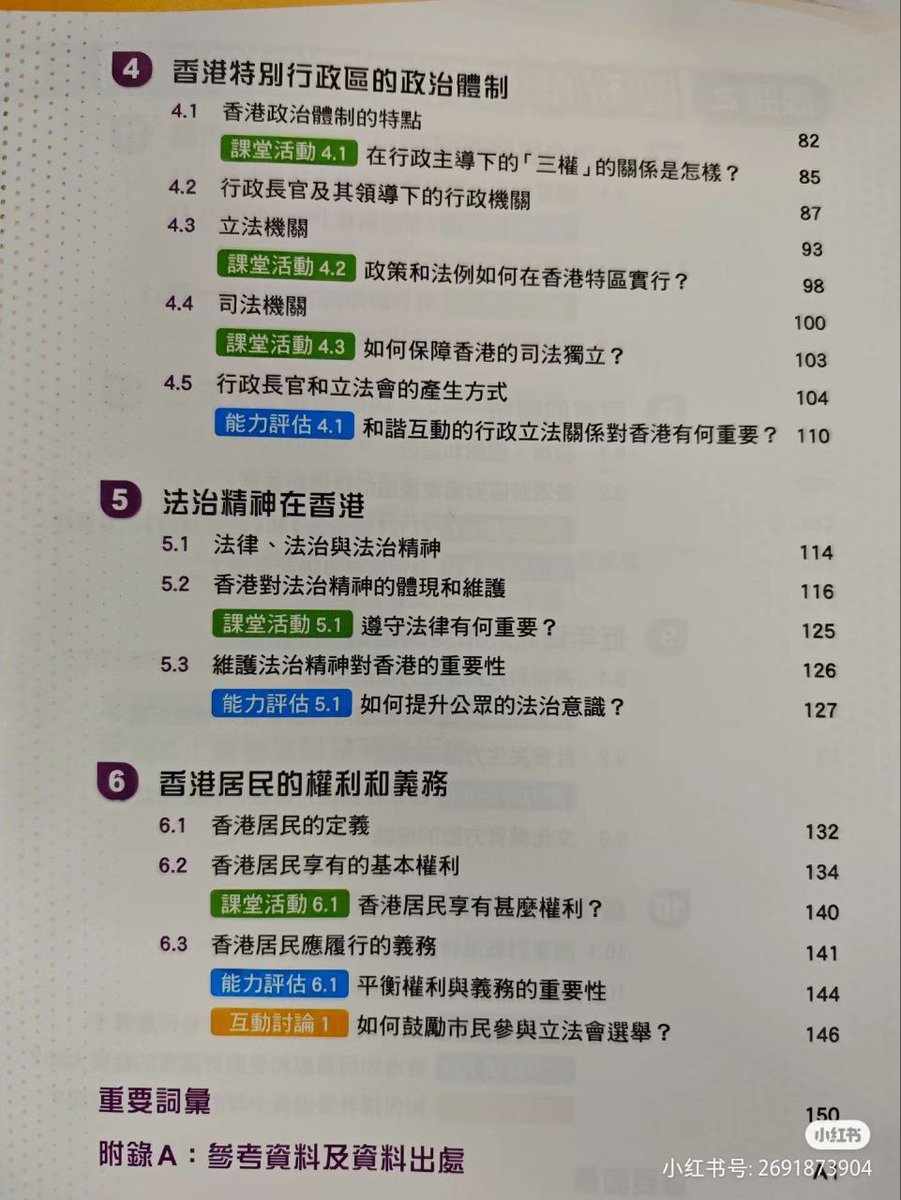 4 香港特別行政區的政治體制
4.1 香港政治體制的特點 82
課堂活動 4.1 在行政主導下的「三權」的關係是怎樣？ 85
4.2 行政長官及其領導下的行政機關 87
4.3 立法機關 93
課堂活動 4.2 政策和法例如何在香港特區實行？ 98
4.4 司法機關 100
課堂活動 4.3 如何保障香港的司法獨立？ 103
4.5 行政長官和立法會的產生方式 104
能力評估 4.1 和諧互動的行政立法關係對香港有何重要？ 110
5 法治精神在香港
5.1 法律、法治與法治精神 114
5.2 香港對法治精神的體現和維護 116
課堂活動 5.1 遵守法律有何重要？ 125
5.3 維護法治精神對香港的重要性 126
能力評估 5.1 如何提升公眾的法治意識？ 127
6 香港居民的權利和義務
6.1 香港居民的定義 132
6.2 香港居民享有的基本權利 134
課堂活動 6.1 香港居民享有甚麼權利？ 140
6.3 香港居民應履行的義務 141
能力評估 6.1 平衡權利與義務的重要性 144
互動討論 1 如何鼓勵市民參與立法會選舉？ 146
重要詞彙 150
附錄A：參考資料及資料出處 A1
小红书
小红书号: 2691873904